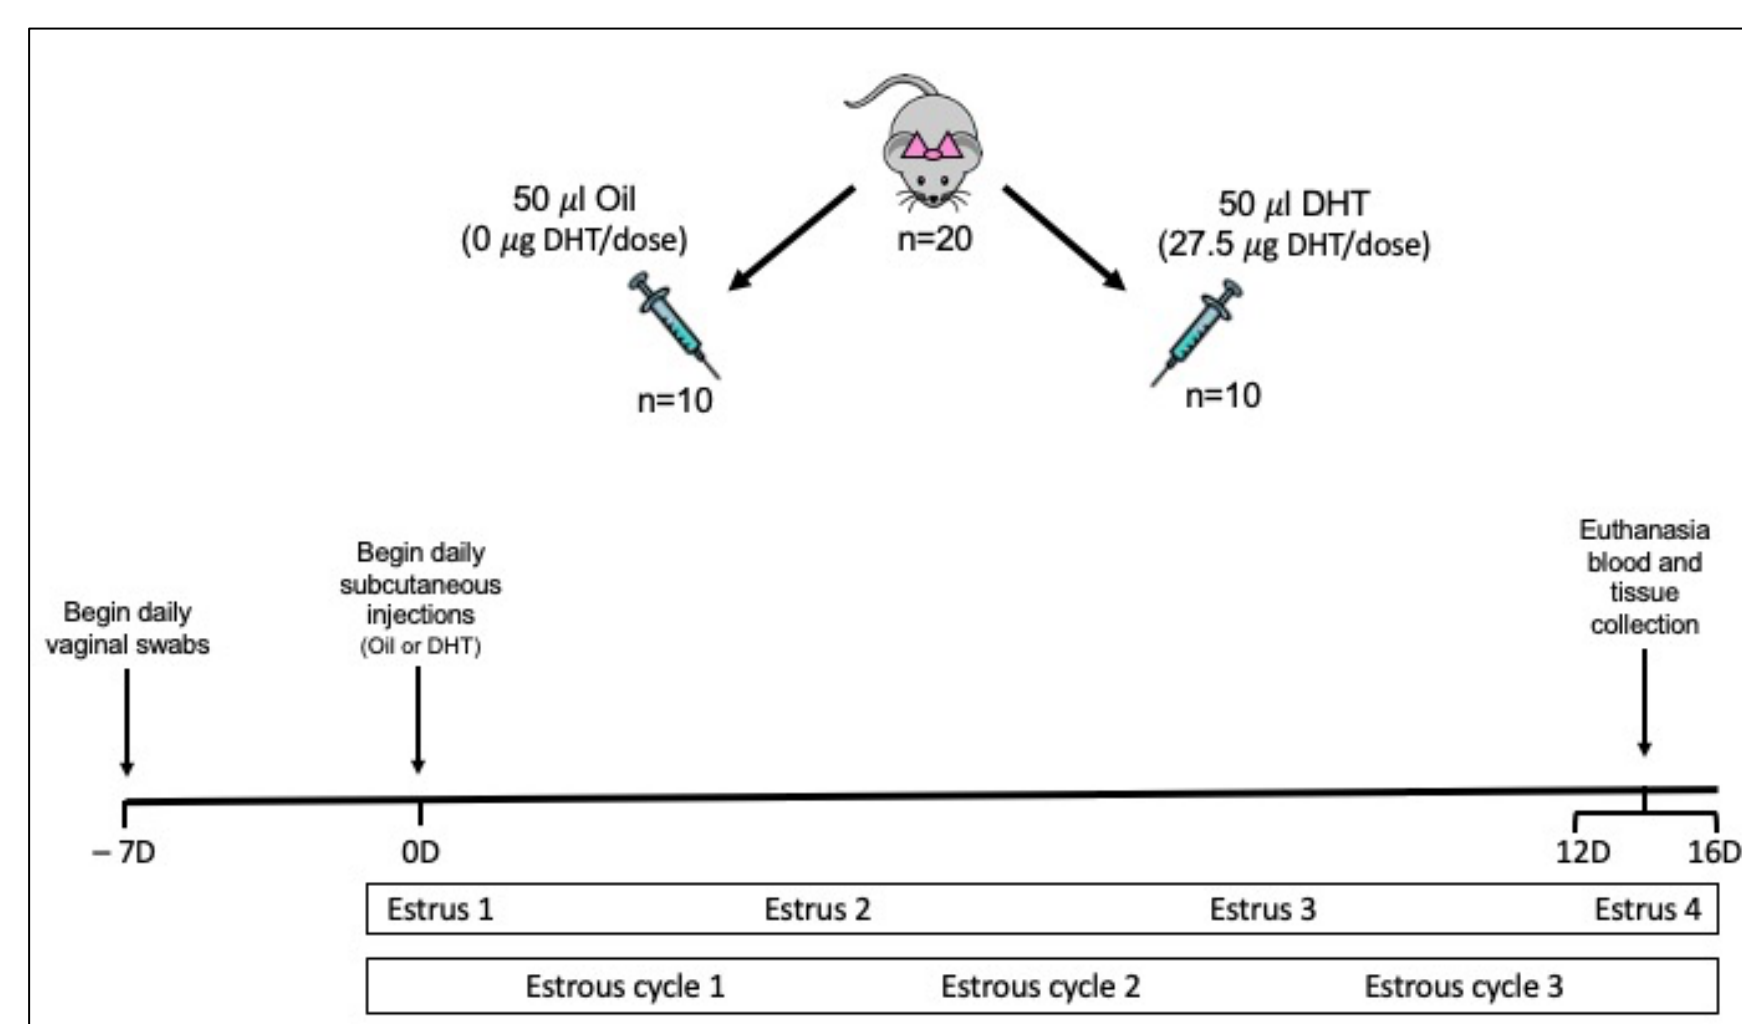 50 μl Oil
(0 μg DHT/dose)
n=10
n=20
50 μl DHT
(27.5 μg DHT/dose)
n=10
Begin daily
vaginal swabs
Begin daily
subcutaneous
injections
(Oil or DHT)
Euthanasia
blood and
tissue
collection
– 7D
0D
12D
16D
Estrus 1
Estrus 2
Estrus 3
Estrus 4
Estrous cycle 1
Estrous cycle 2
Estrous cycle 3